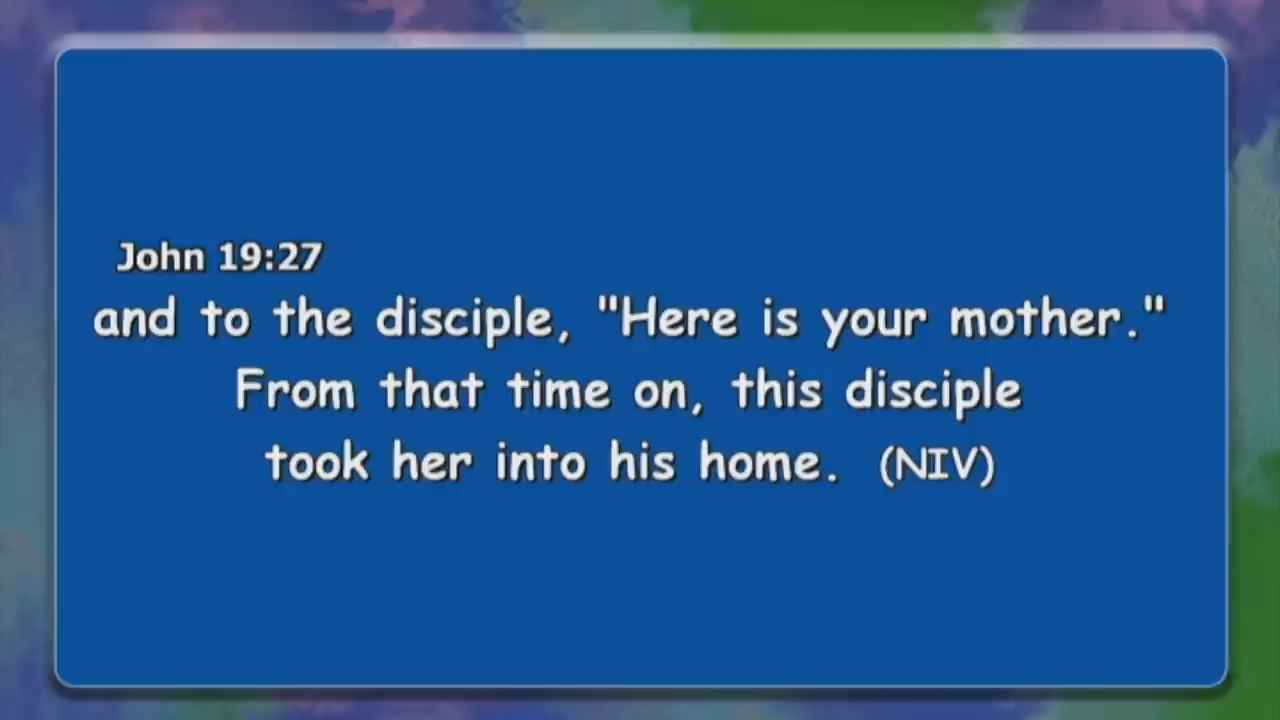 John 19:27
and to the disciple, "Here is your mother."
From that time on, this disciple
took her into his home. (NIV)